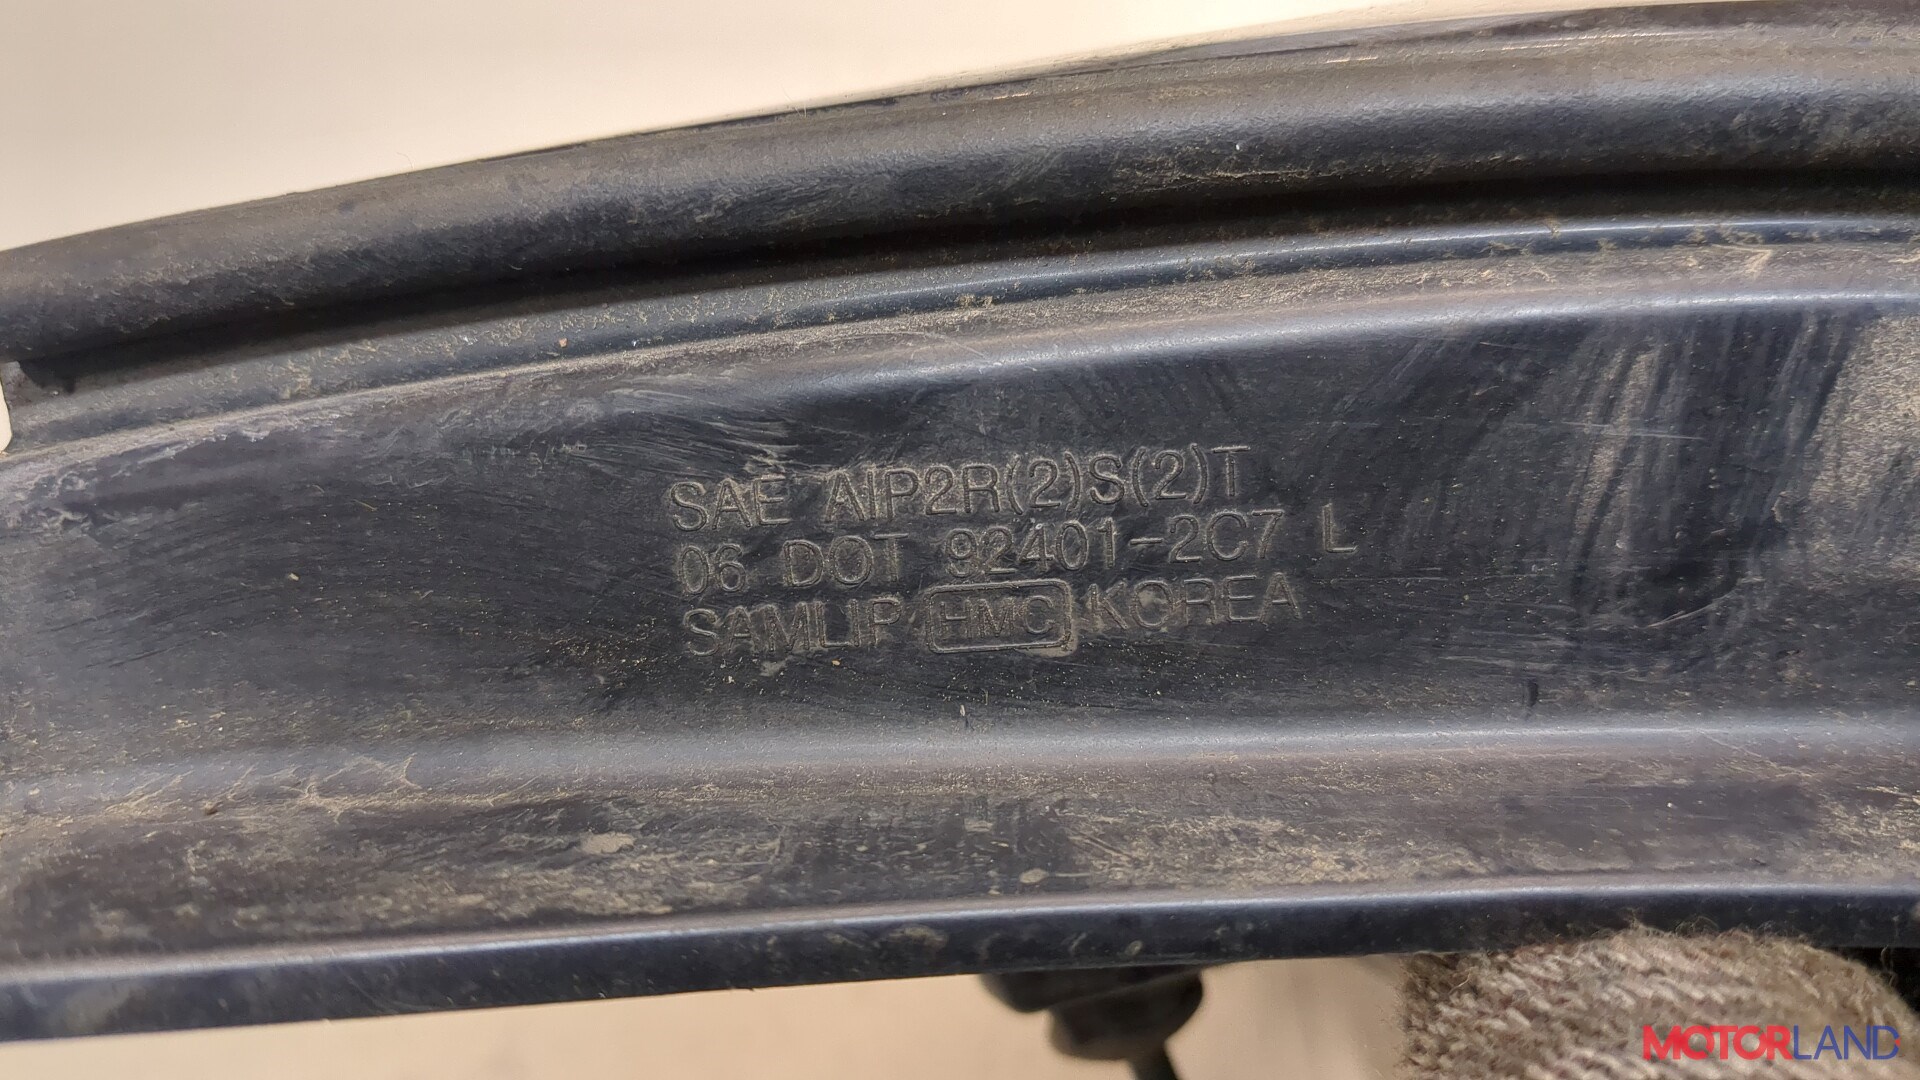 SAE AIP2R(2)S(2)T
06 DOT 92401-2C7 L
SAMLIP HMC KOREA
MOTORLAND